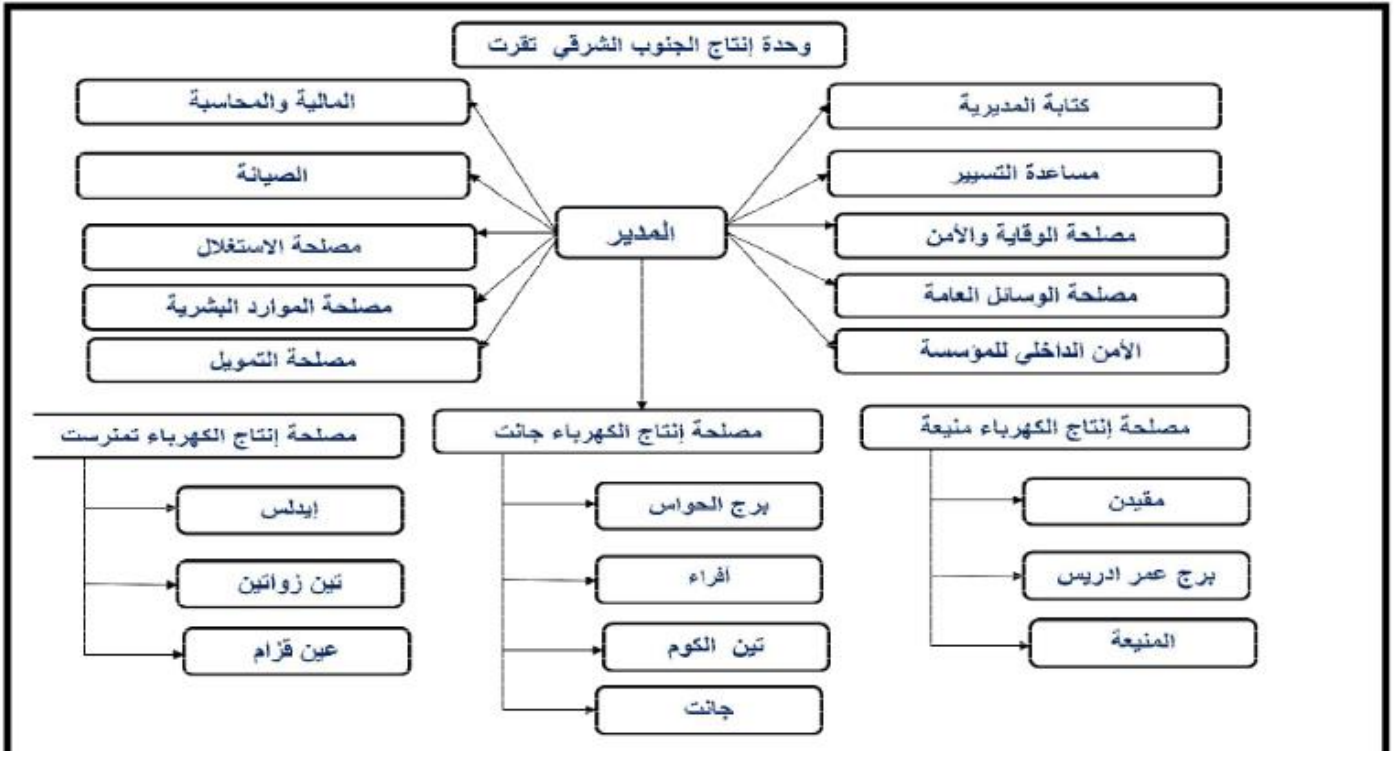 وحدة إنتاج الجنوب الشرقي تقرت
كتابة المديرية
المالية والمحاسبة
مساعدة التسيير
الصيانة
المدير
مصلحة الوقاية والأمن
مصلحة الاستغلال
مصلحة الوسائل العامة
مصلحة الموارد البشرية
الأمن الداخلي للمؤسسة
مصلحة التمويل
مصلحة إنتاج الكهرباء منيعة
مصلحة إنتاج الكهرباء جانت
مصلحة إنتاج الكهرباء تمنرست
مقيدن
برج عمر ادريس
المنيعة
برج الحواس
أفراء
تين الكوم
جانت
إيدلس
تين زواتين
عين قزام